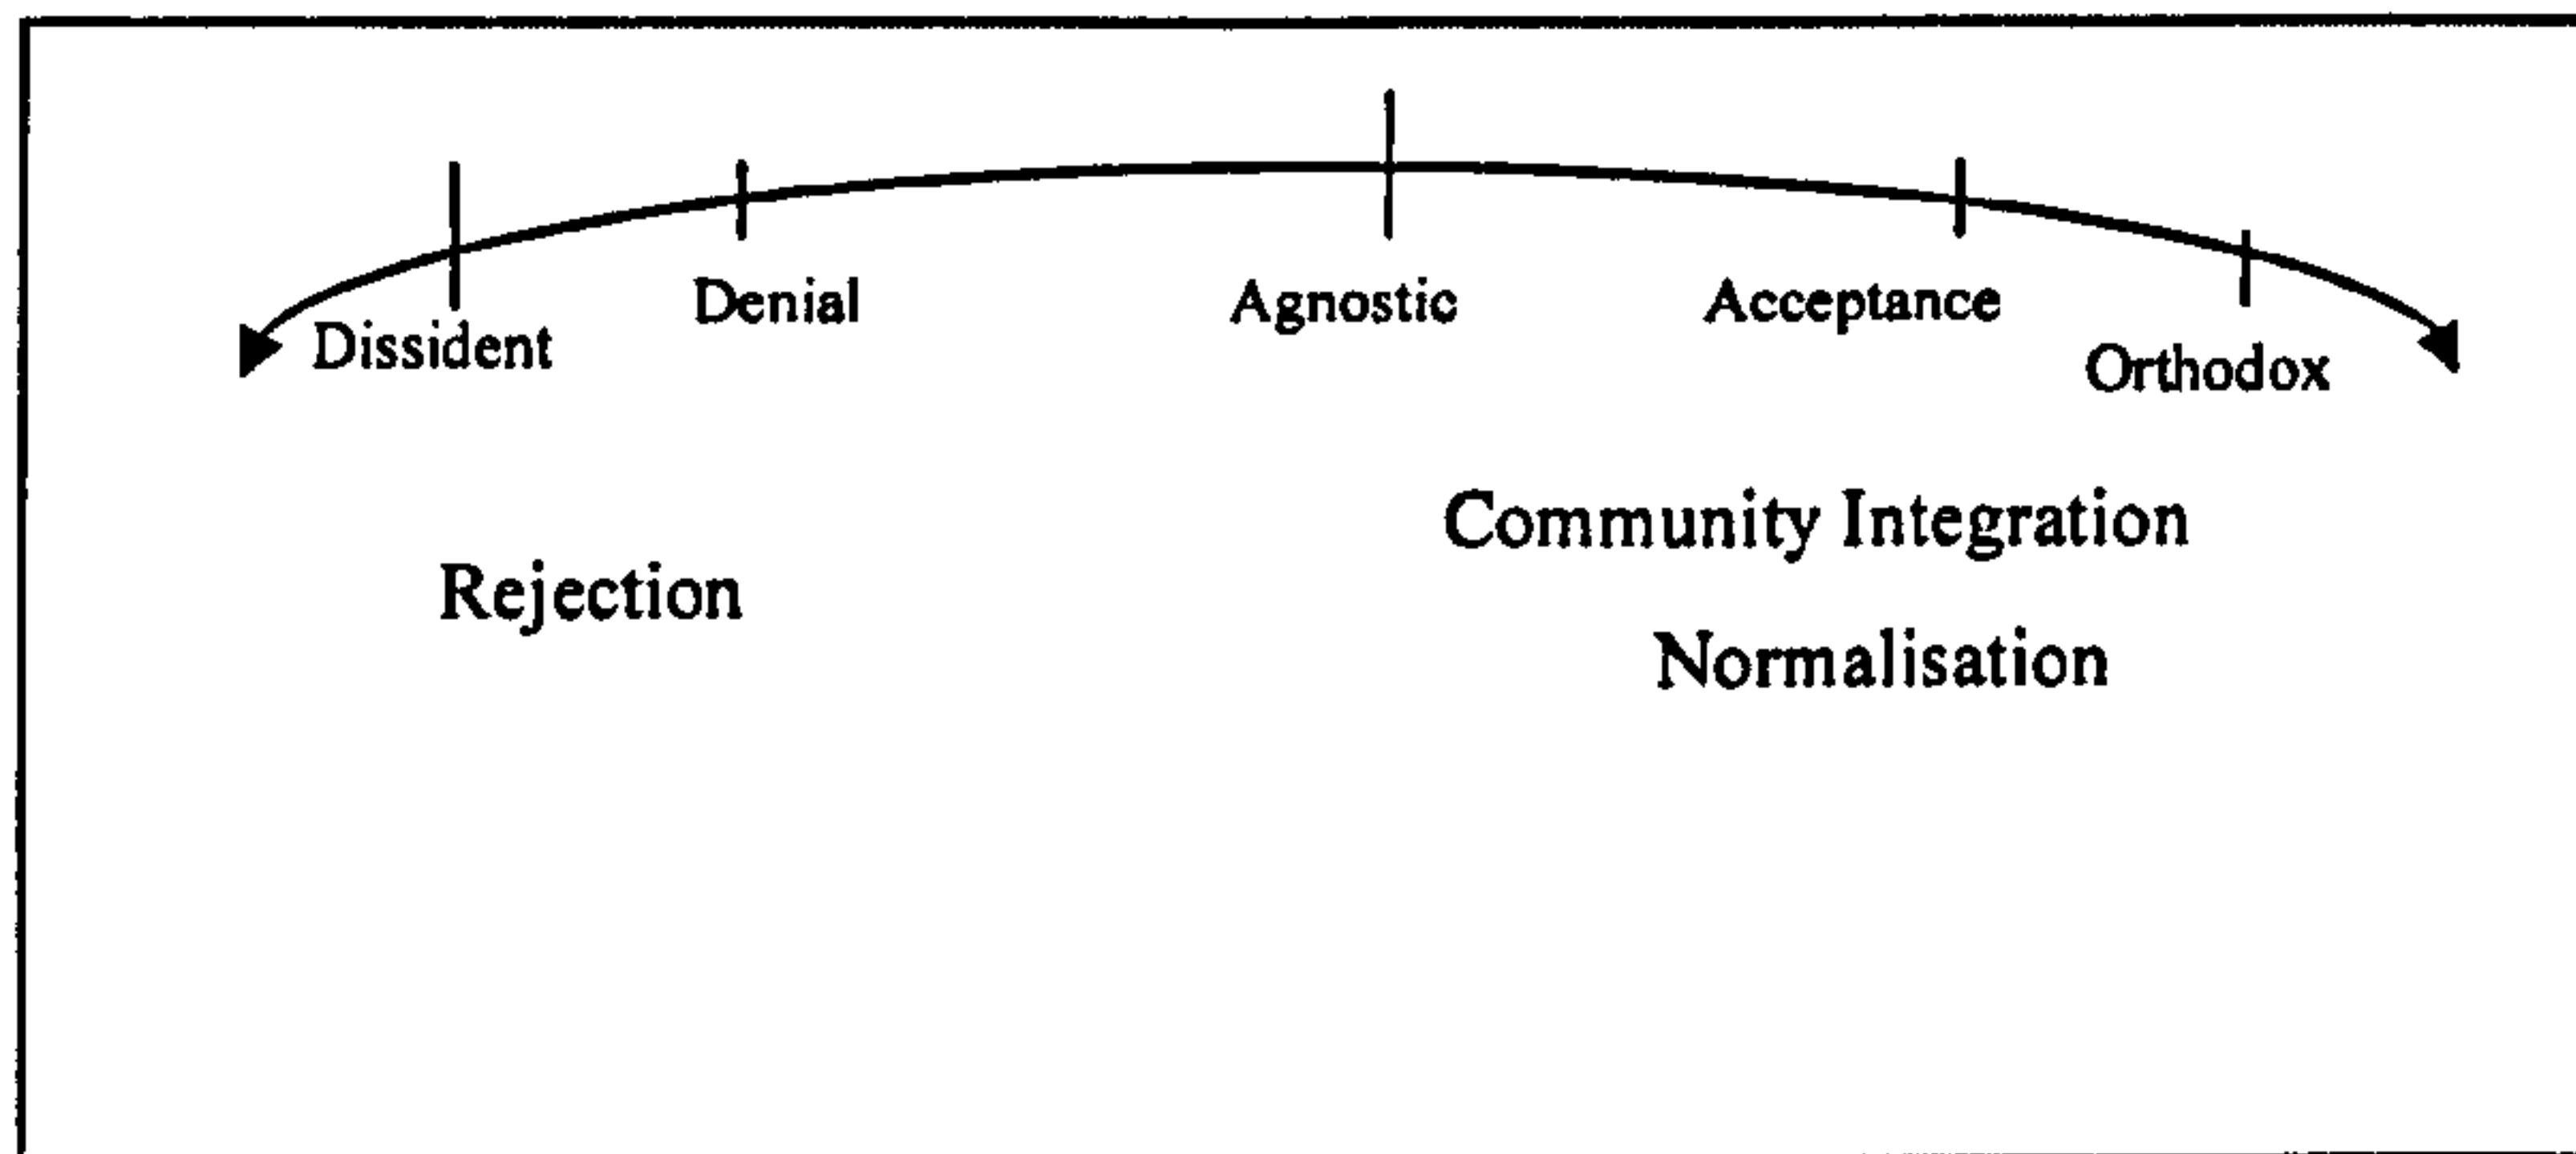 Denial Agnostic Acceptance
Dissident
Orthodox
Community Integration
Rejection
Normalisation